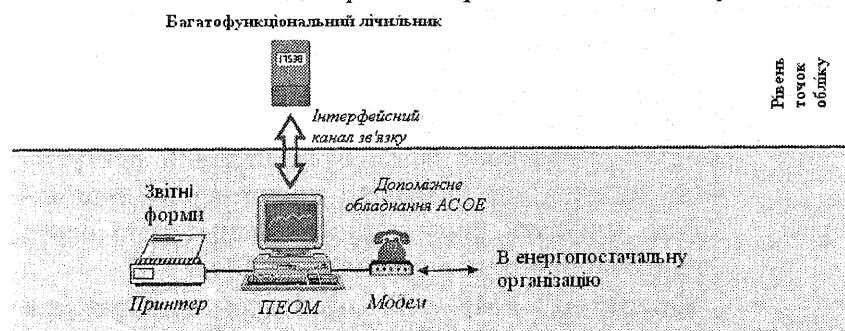 Багатофункціональний лічильник
Інтерфейсний
канал зв'язку
Рівень
точок
обліку
Звітні
форми
Допоміжне
обладнання АСОЕ
В енергопостачальну
організацію
Принтер
ПЕОМ
Модем